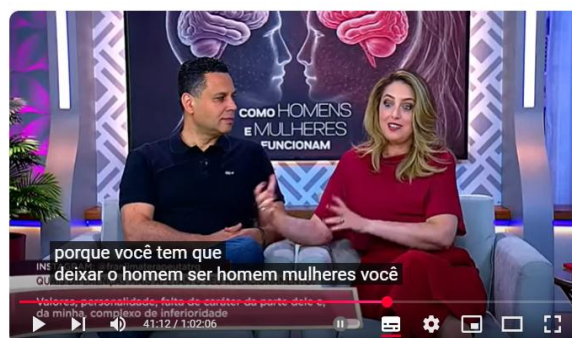 COMO HOMENS
E MULHERES
FUNCIONAM
porque você tem que
deixar o homem ser homem mulheres você
Valores, personalidade, falta de caráter da parte dele e,
da minha, complexo de inferioridade
41:12 / 1:02:06